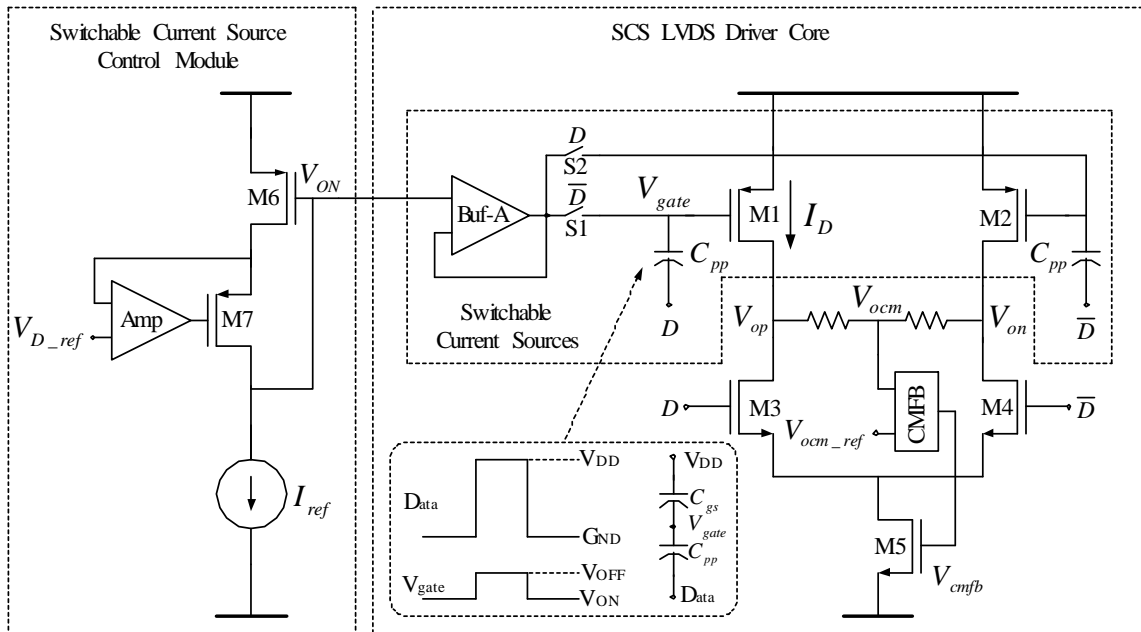 Switchable Current Source
Control Module
SCS LVDS Driver Core
M6
V_ON
Amp
M7
V_D_ref
I_ref
Buf-A
D
S2
D̅
S1
V_gate
C_pp
D
M1
I_D
M2
C_pp
D̅
Switchable
Current Sources
V_op
V_ocm
V_on
D
M3
V_ocm_ref
CMFB
M4
D̅
M5
V_cmfb
Data
VDD
GND
Vgate
VOFF
VON
VDD
C_gs
V_gate
C_pp
Data